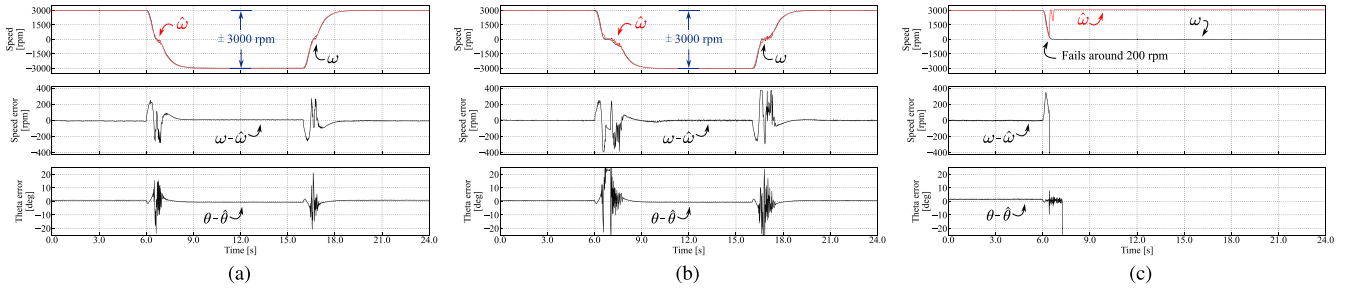 3000
1500
0
−1500
−3000
Speed
[rpm]
ω̂
± 3000 rpm
ω
400
200
0
−200
−400
Speed error
[rpm]
ω-ω̂
20
10
0
−10
−20
Theta error
[deg]
θ-θ̂
0.0 3.0 6.0 9.0 12.0 15.0 18.0 21.0 24.0
Time [s]
(a)
3000
1500
0
−1500
−3000
Speed
[rpm]
ω̂
± 3000 rpm
ω
400
200
0
−200
−400
Speed error
[rpm]
ω-ω̂
20
10
0
−10
−20
Theta error
[deg]
θ-θ̂
0.0 3.0 6.0 9.0 12.0 15.0 18.0 21.0 24.0
Time [s]
(b)
3000
1500
0
−1500
−3000
Speed
[rpm]
ω̂
ω
Fails around 200 rpm
400
200
0
−200
−400
Speed error
[rpm]
ω-ω̂
20
10
0
−10
−20
Theta error
[deg]
θ-θ̂
0.0 3.0 6.0 9.0 12.0 15.0 18.0 21.0 24.0
Time [s]
(c)